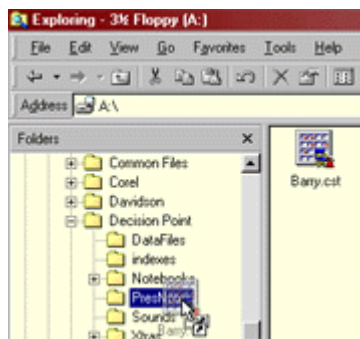 Exploring - 3½ Floppy (A:)
File Edit View Go Favorites Tools Help
Address A:\
Folders
Common Files
Corel
Davidson
Decision Point
DataFiles
indexes
Notebooks
Sounds
Xtras
Barry.cst